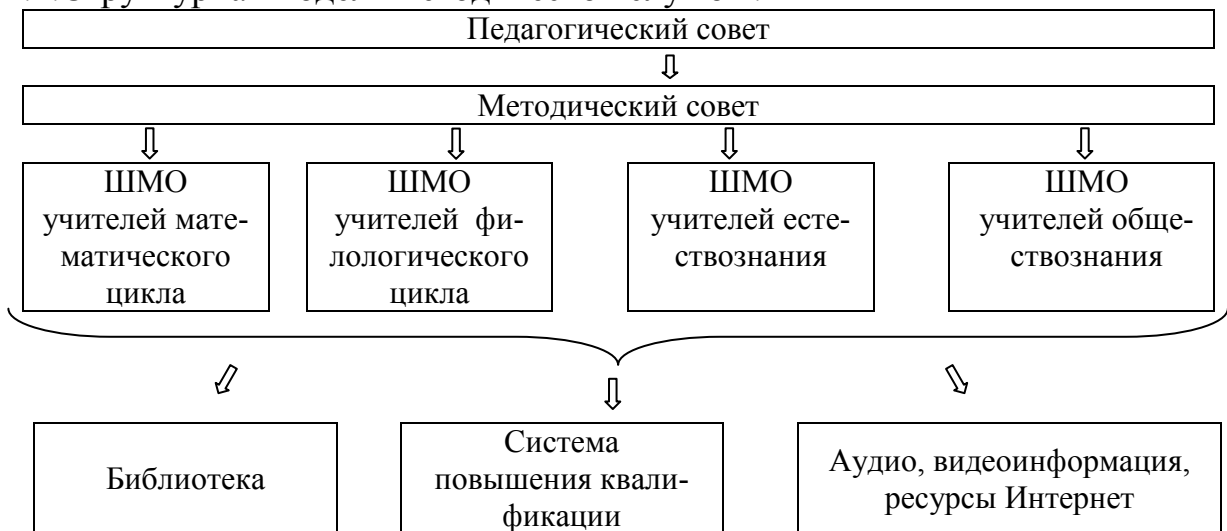 Педагогический совет
Методический совет
ШМО
учителей мате-
матического
цикла
ШМО
учителей фи-
лологического
цикла
ШМО
учителей есте-
ствознания
ШМО
учителей обще-
ствознания
Библиотека
Система
повышения квали-
фикации
Аудио, видеоинформация,
ресурсы Интернет